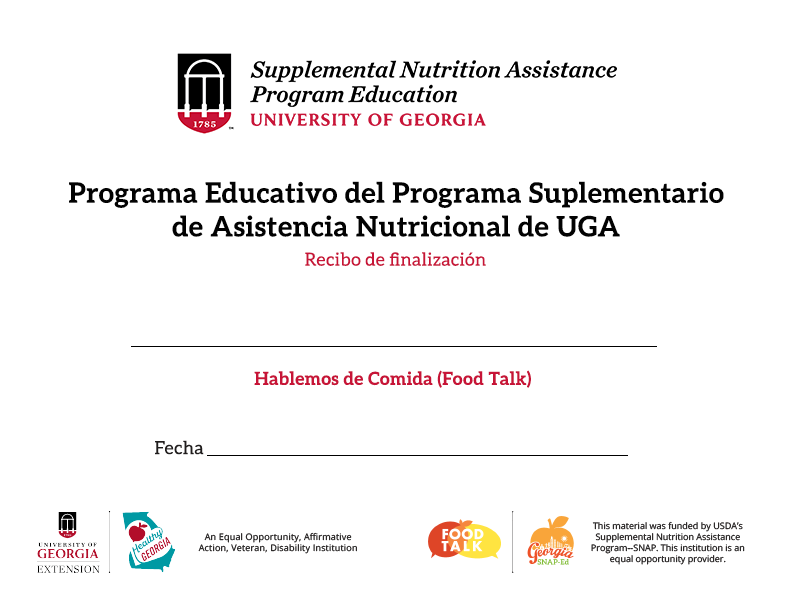 Supplemental Nutrition Assistance
Program Education
UNIVERSITY OF GEORGIA
1785
Programa Educativo del Programa Suplementario
de Asistencia Nutricional de UGA
Recibo de finalización
Hablemos de Comida (Food Talk)
Fecha
UNIVERSITY OF
GEORGIA
EXTENSION
Healthy
GEORGIA
An Equal Opportunity, Affirmative
Action, Veteran, Disability Institution
FOOD
TALK
Georgia
SNAP-Ed
This material was funded by USDA's
Supplemental Nutrition Assistance
Program--SNAP. This institution is an
equal opportunity provider.